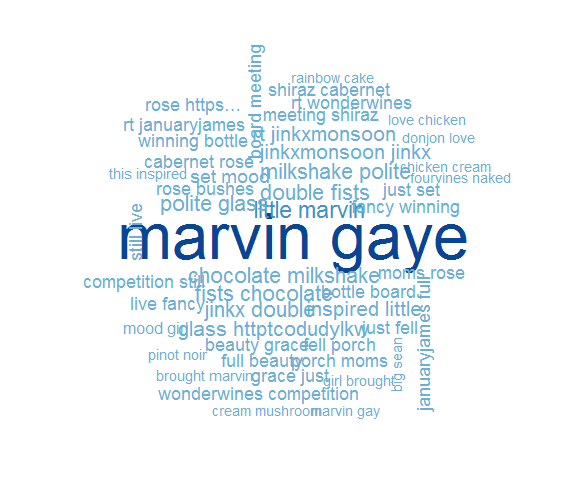 rainbow cake
shiraz cabernet
rose https…
rt wonderwines
board meeting
meeting shiraz
love chicken
rt januaryjames
rt jinkxmonsoon
donjon love
winning bottle
jinkxmonsoon jinkx
cabernet rose
milkshake polite
chicken cream
this inspired
set mood
fouryines naked
rose bushes
double fists
just set
polite glass
little marvin
fancy winning
still live
marvin gaye
chocolate milkshake
moms rose
competition still
fists chocolate
bottle board
live fancy
jinkx double
inspired little
mood girl
glass httptcodudylkw
just fell
beauty grace
fell porch
januaryjames full
pinot noir
full beauty
porch moms
big sean
brought marvin
grace just
girl brought
wonderwines competition
cream mushroom
marvin gay